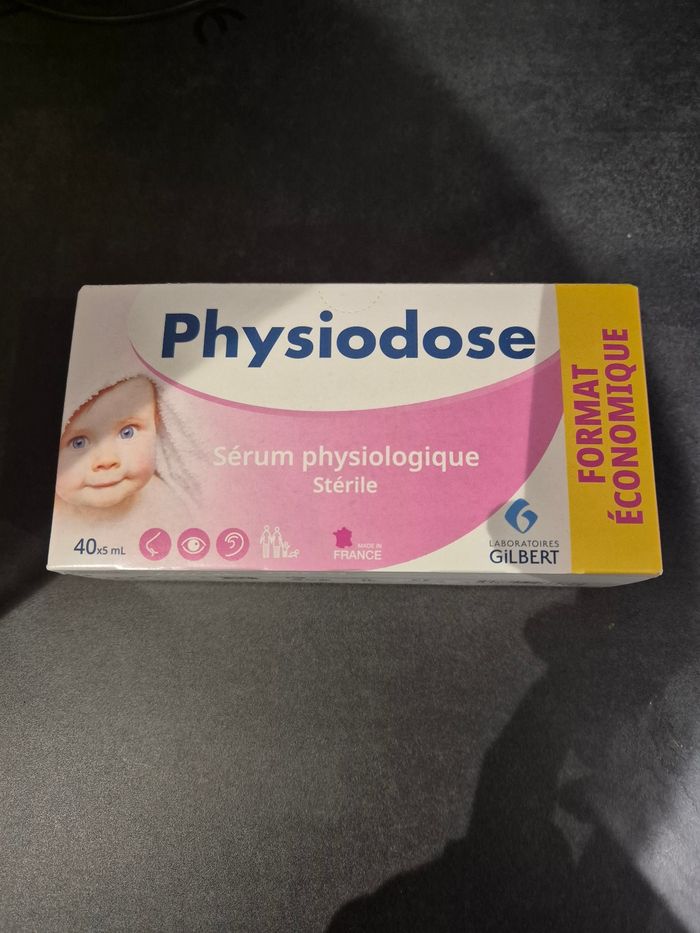 Physiodose
Sérum physiologique
Stérile
40x5 mL
MADE IN
FRANCE
LABORATOIRES
GiLBERT
FORMAT
ÉCONOMIQUE